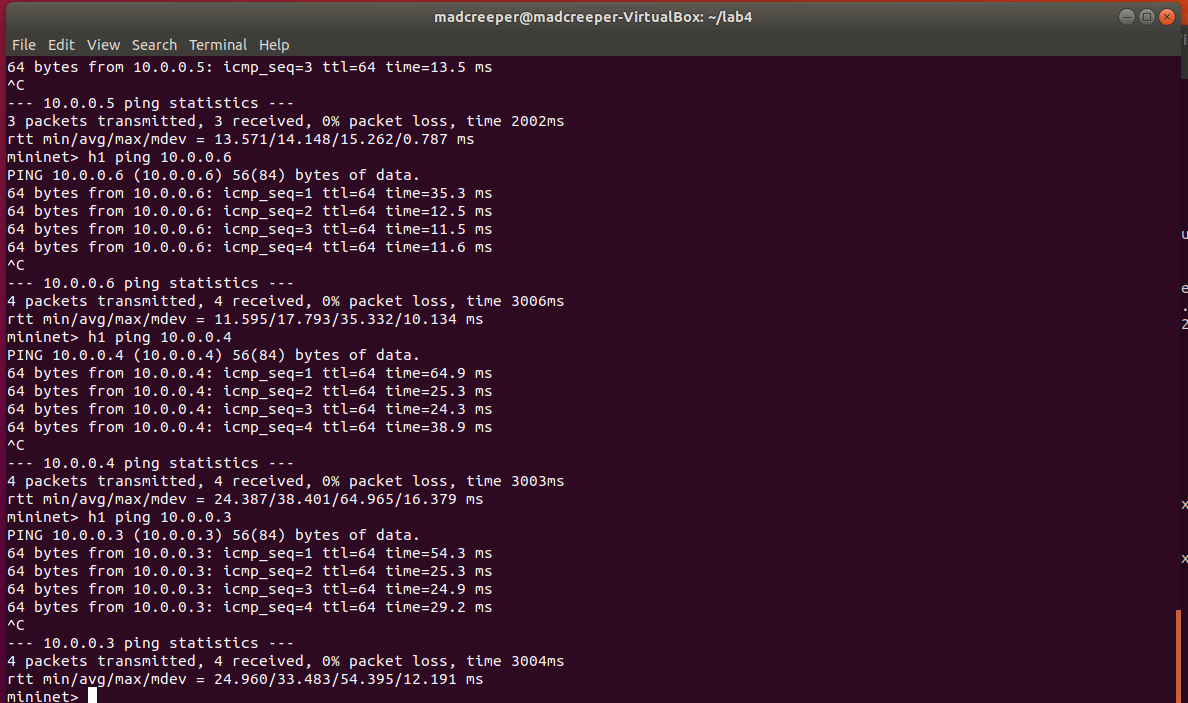 madcreeper@madcreeper-VirtualBox: ~/lab4
File Edit View Search Terminal Help
64 bytes from 10.0.0.5: icmp_seq=3 ttl=64 time=13.5 ms
^C
--- 10.0.0.5 ping statistics ---
3 packets transmitted, 3 received, 0% packet loss, time 2002ms
rtt min/avg/max/mdev = 13.571/14.148/15.262/0.787 ms
mininet> h1 ping 10.0.0.6
PING 10.0.0.6 (10.0.0.6) 56(84) bytes of data.
64 bytes from 10.0.0.6: icmp_seq=1 ttl=64 time=35.3 ms
64 bytes from 10.0.0.6: icmp_seq=2 ttl=64 time=12.5 ms
64 bytes from 10.0.0.6: icmp_seq=3 ttl=64 time=11.5 ms
64 bytes from 10.0.0.6: icmp_seq=4 ttl=64 time=11.6 ms
^C
--- 10.0.0.6 ping statistics ---
4 packets transmitted, 4 received, 0% packet loss, time 3006ms
rtt min/avg/max/mdev = 11.595/17.793/35.332/10.134 ms
mininet> h1 ping 10.0.0.4
PING 10.0.0.4 (10.0.0.4) 56(84) bytes of data.
64 bytes from 10.0.0.4: icmp_seq=1 ttl=64 time=64.9 ms
64 bytes from 10.0.0.4: icmp_seq=2 ttl=64 time=25.3 ms
64 bytes from 10.0.0.4: icmp_seq=3 ttl=64 time=24.3 ms
64 bytes from 10.0.0.4: icmp_seq=4 ttl=64 time=38.9 ms
^C
--- 10.0.0.4 ping statistics ---
4 packets transmitted, 4 received, 0% packet loss, time 3003ms
rtt min/avg/max/mdev = 24.387/38.401/64.965/16.379 ms
mininet> h1 ping 10.0.0.3
PING 10.0.0.3 (10.0.0.3) 56(84) bytes of data.
64 bytes from 10.0.0.3: icmp_seq=1 ttl=64 time=54.3 ms
64 bytes from 10.0.0.3: icmp_seq=2 ttl=64 time=25.3 ms
64 bytes from 10.0.0.3: icmp_seq=3 ttl=64 time=24.9 ms
64 bytes from 10.0.0.3: icmp_seq=4 ttl=64 time=29.2 ms
^C
--- 10.0.0.3 ping statistics ---
4 packets transmitted, 4 received, 0% packet loss, time 3004ms
rtt min/avg/max/mdev = 24.960/33.483/54.395/12.191 ms
mininet>